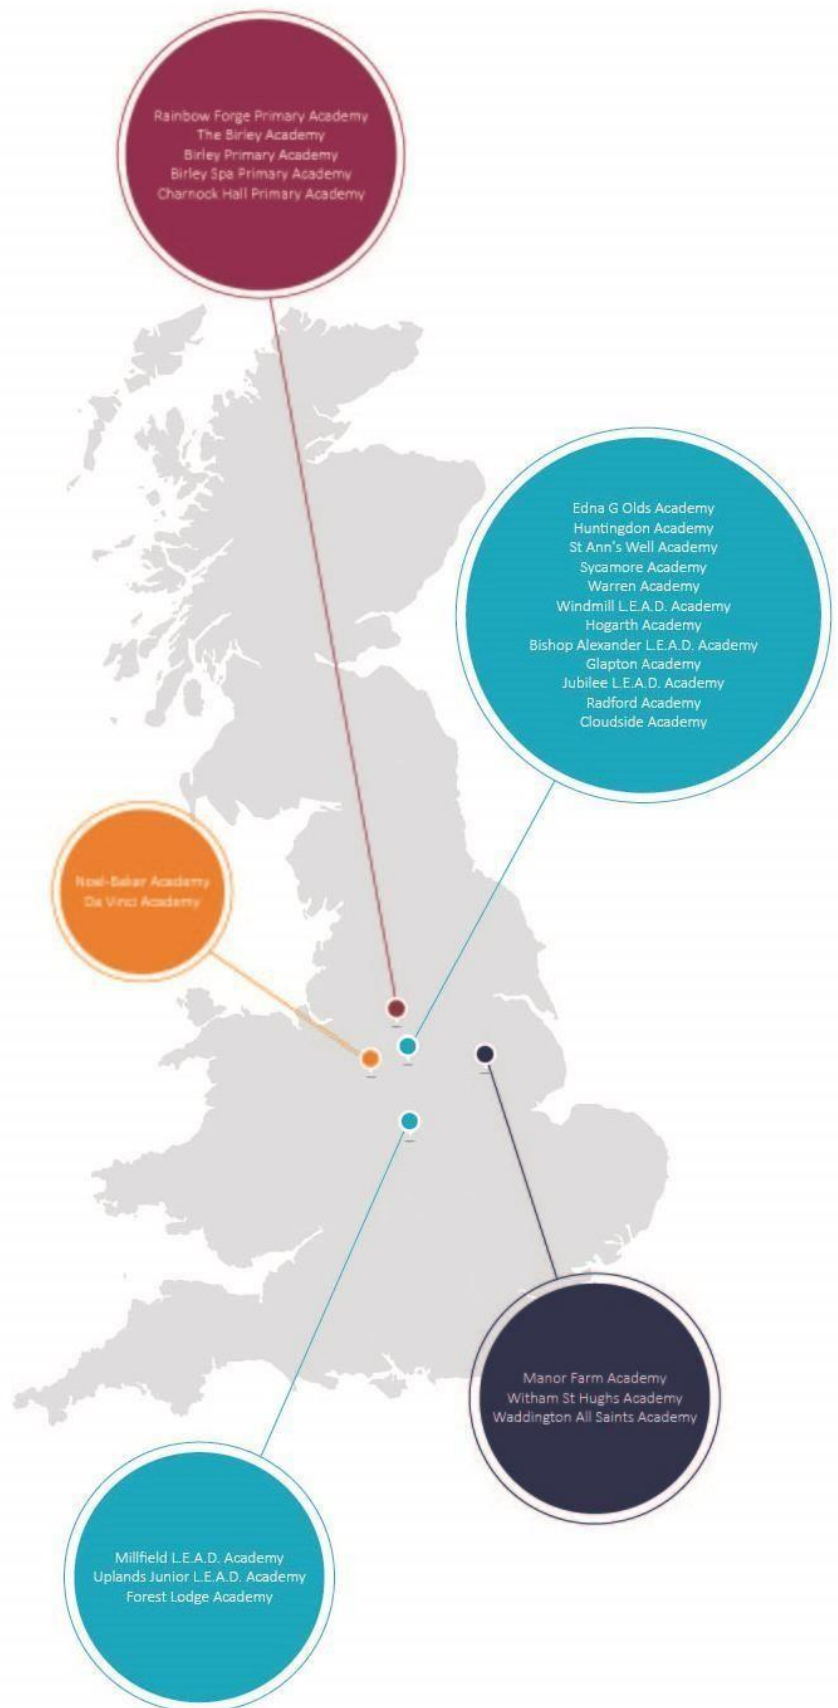 Rainbow Forge Primary Academy
The Birley Academy
Birley Primary Academy
Birley Spa Primary Academy
Charnock Hall Primary Academy
Edna G Olds Academy
Huntingdon Academy
St Ann's Well Academy
Sycamore Academy
Warren Academy
Windmill L.E.A.D. Academy
Hogarth Academy
Bishop Alexander L.E.A.D. Academy
Glapton Academy
Jubilee L.E.A.D. Academy
Radford Academy
Cloudside Academy
Noel-Baker Academy
Da Vinci Academy
Manor Farm Academy
Witham St Hughs Academy
Waddington All Saints Academy
Millfield L.E.A.D. Academy
Uplands Junior L.E.A.D. Academy
Forest Lodge Academy